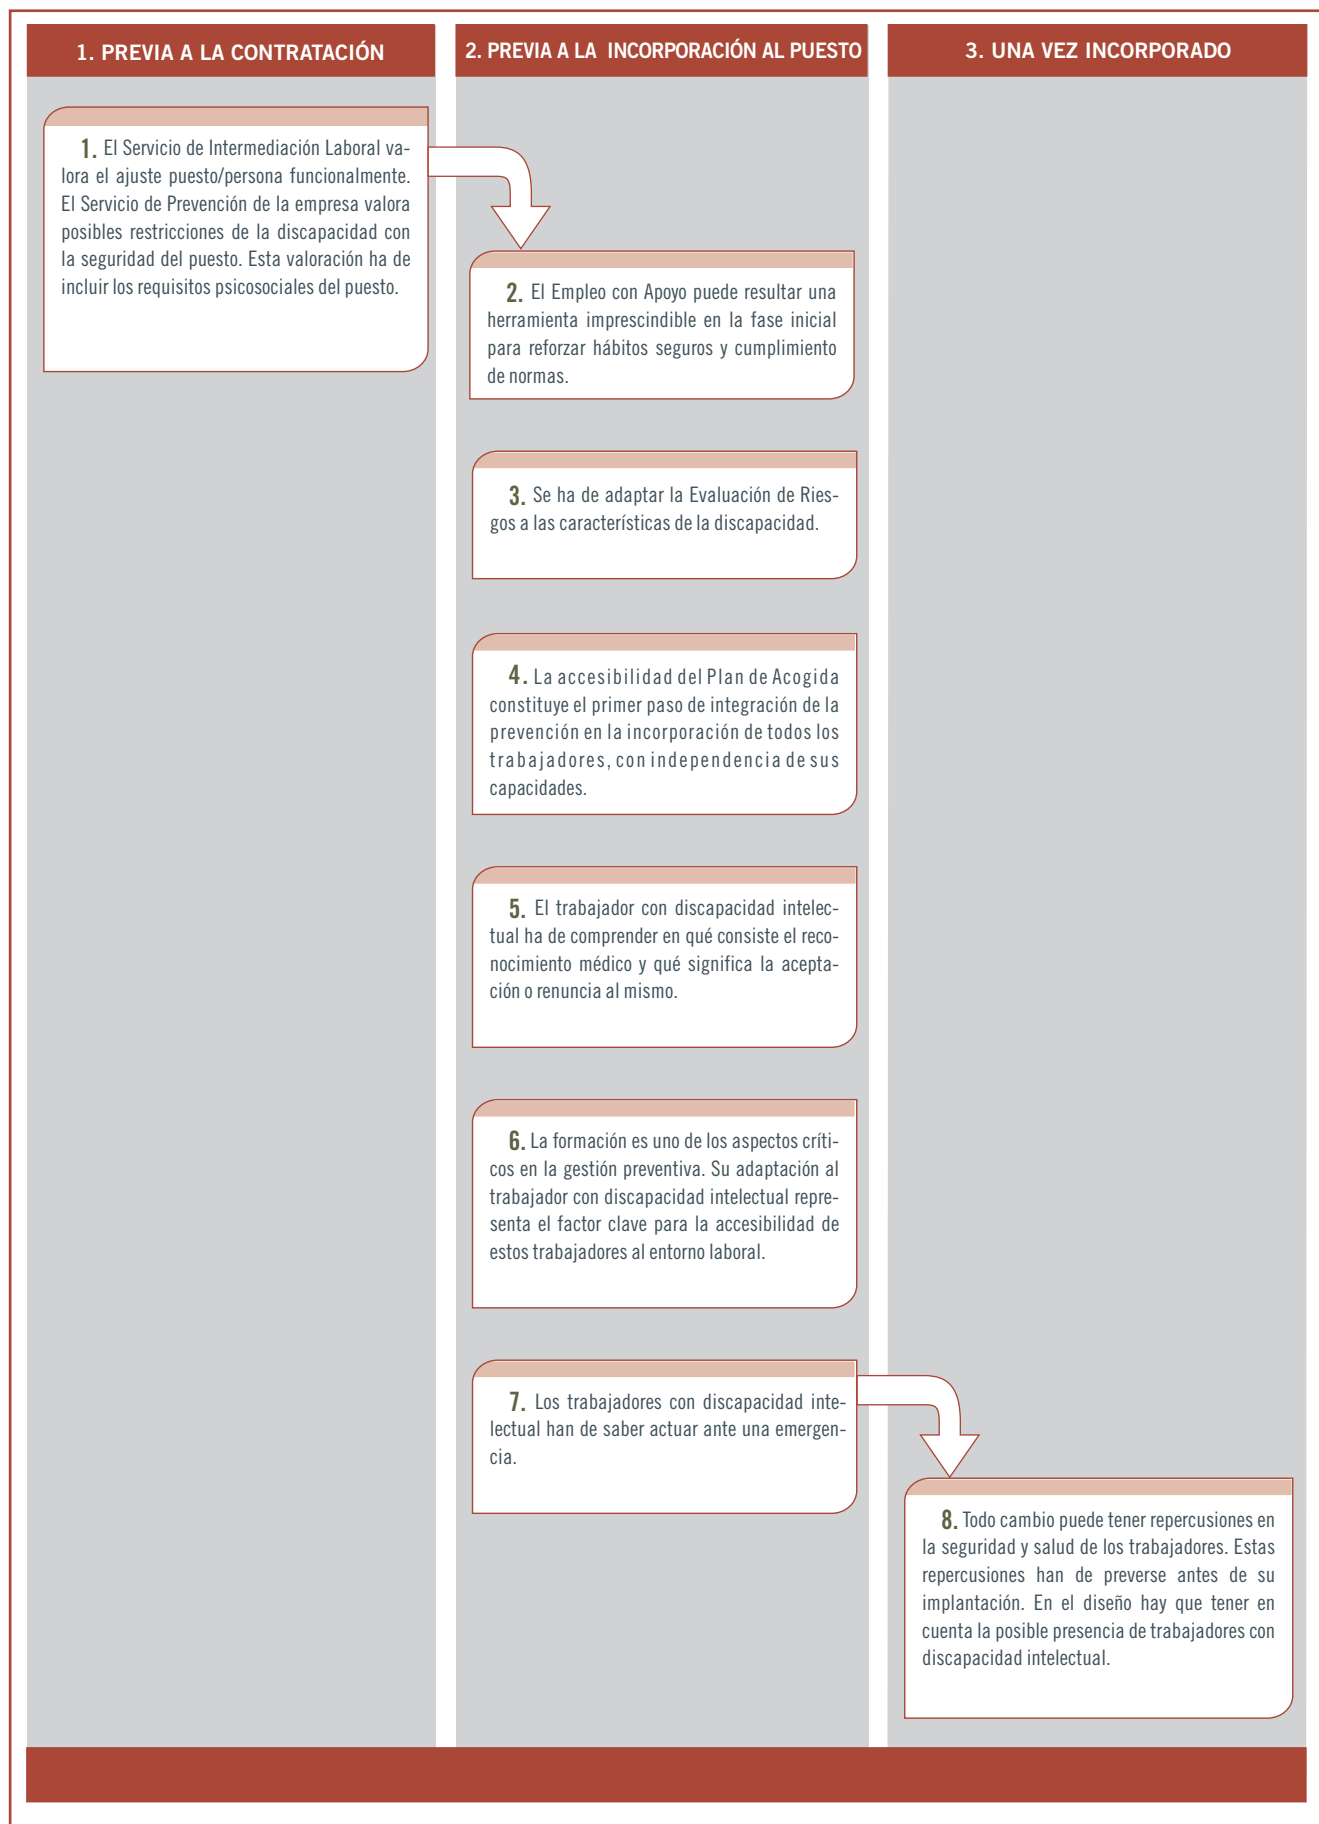 1. PREVIA A LA CONTRATACIÓN
2. PREVIA A LA INCORPORACIÓN AL PUESTO
3. UNA VEZ INCORPORADO
1. El Servicio de Intermediación Laboral va-
lora el ajuste puesto/persona funcionalmente.
El Servicio de Prevención de la empresa valora
posibles restricciones de la discapacidad con
la seguridad del puesto. Esta valoración ha de
incluir los requisitos psicosociales del puesto.
2. El Empleo con Apoyo puede resultar una
herramienta imprescindible en la fase inicial
para reforzar hábitos seguros y cumplimiento
de normas.
3. Se ha de adaptar la Evaluación de Ries-
gos a las características de la discapacidad.
4. La accesibilidad del Plan de Acogida
constituye el primer paso de integración de la
prevención en la incorporación de todos los
trabajadores, con independencia de sus
capacidades.
5. El trabajador con discapacidad intelec-
tual ha de comprender en qué consiste el reco-
nocimiento médico y qué significa la acepta-
ción o renuncia al mismo.
6. La formación es uno de los aspectos críti-
cos en la gestión preventiva. Su adaptación al
trabajador con discapacidad intelectual repre-
senta el factor clave para la accesibilidad de
estos trabajadores al entorno laboral.
7. Los trabajadores con discapacidad inte-
lectual han de saber actuar ante una emergen-
cia.
8. Todo cambio puede tener repercusiones en
la seguridad y salud de los trabajadores. Estas
repercusiones han de preverse antes de su
implantación. En el diseño hay que tener en
cuenta la posible presencia de trabajadores con
discapacidad intelectual.